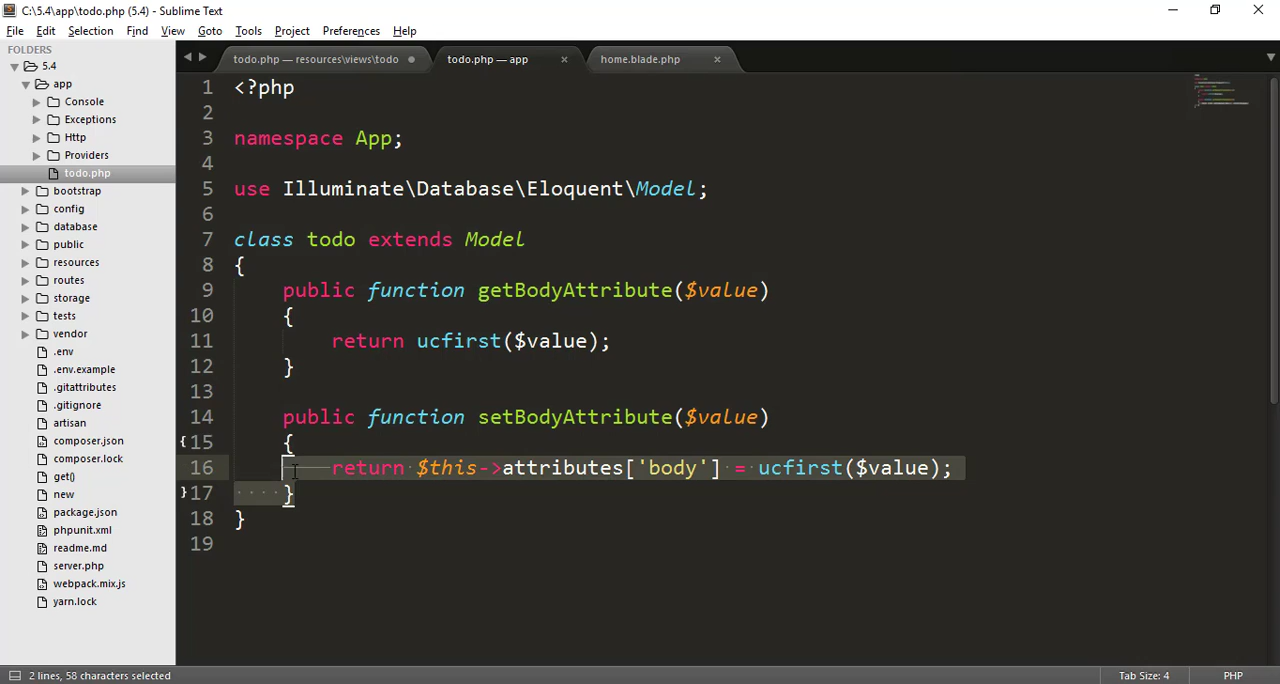 C:\5.4\app\todo.php (5.4) - Sublime Text
File Edit Selection Find View Goto Tools Project Preferences Help
FOLDERS
5.4
app
Console
Exceptions
Http
Providers
todo.php
bootstrap
config
database
public
resources
routes
storage
tests
vendor
.env
.env.example
.gitattributes
.gitignore
artisan
composer.json
composer.lock
get()
new
package.json
phpunit.xml
readme.md
server.php
webpack.mix.js
yarn.lock
todo.php — resources\views\todo
todo.php — app
home.blade.php
1 <?php
2
3 namespace App;
4
5 use Illuminate\Database\Eloquent\Model;
6
7 class todo extends Model
8 {
9 public function getBodyAttribute($value)
10 {
11 return ucfirst($value);
12 }
13
14 public function setBodyAttribute($value)
15 {
16 return $this->attributes['body'] = ucfirst($value);
17 }
18 }
19
2 lines, 58 characters selected
Tab Size: 4
PHP